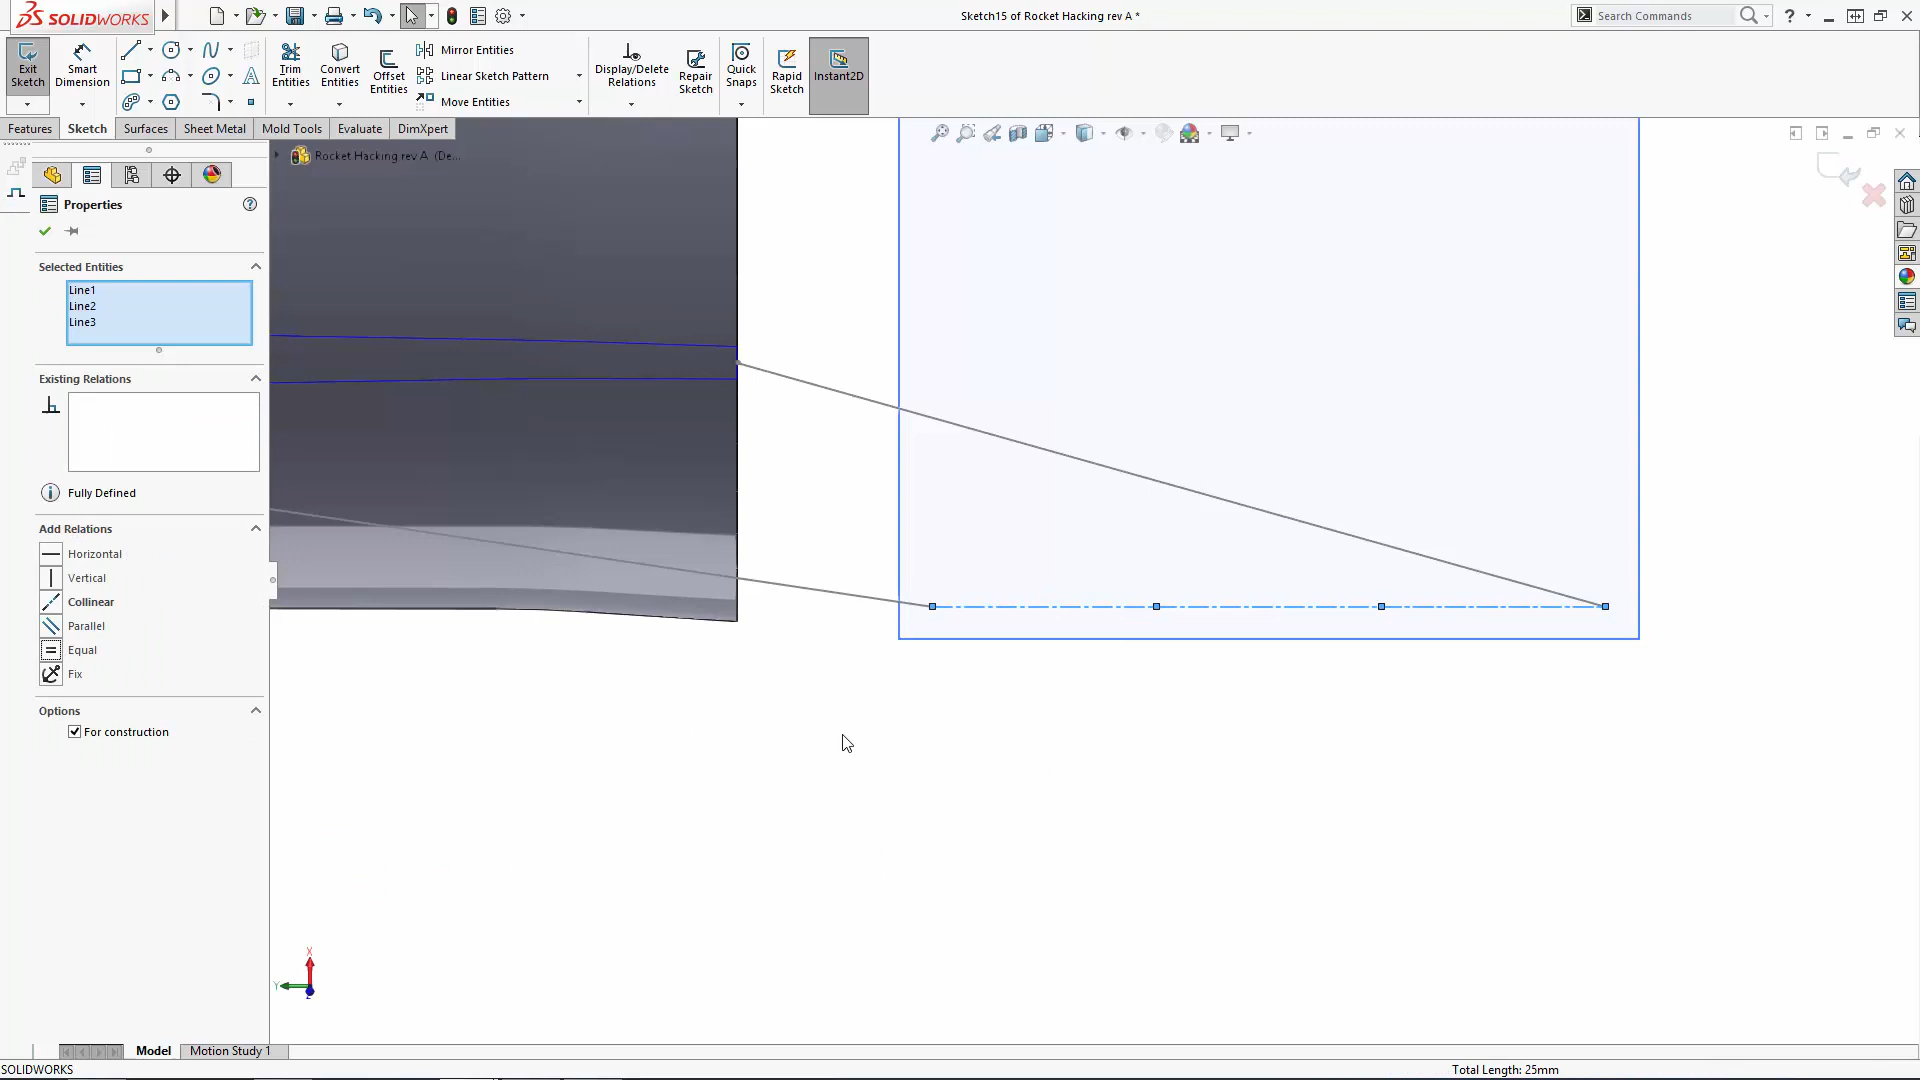 SOLIDWORKS
Sketch15 of Rocket Hacking rev A *
Search Commands
Exit Sketch
Smart Dimension
Trim Entities
Convert Entities
Offset Entities
Mirror Entities
Linear Sketch Pattern
Move Entities
Display/Delete Relations
Repair Sketch
Quick Snaps
Rapid Sketch
Instant2D
Features
Sketch
Surfaces
Sheet Metal
Mold Tools
Evaluate
DimXpert
Rocket Hacking rev A (De...
Properties
Selected Entities
Line1
Line2
Line3
Existing Relations
Fully Defined
Add Relations
Horizontal
Vertical
Collinear
Parallel
Equal
Fix
Options
For construction
X
Y
Z
Model
Motion Study 1
SOLIDWORKS
Total Length: 25mm